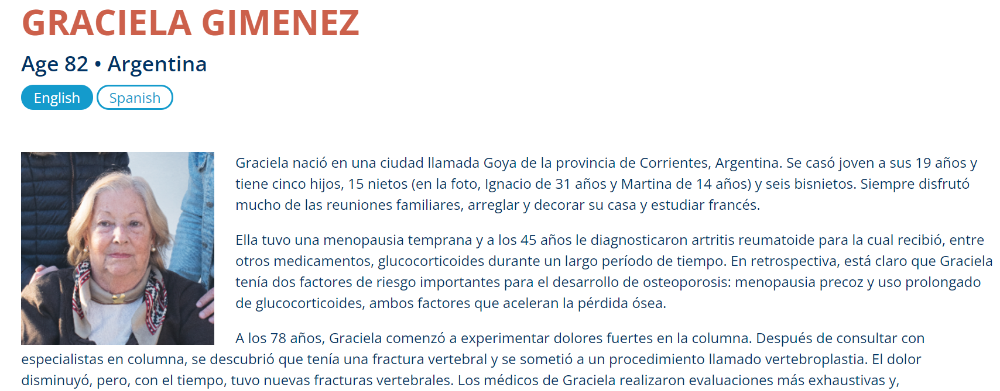 GRACIELA GIMENEZ
Age 82 • Argentina
English
Spanish
Graciela nació en una ciudad llamada Goya de la provincia de Corrientes, Argentina. Se casó joven a sus 19 años y
tiene cinco hijos, 15 nietos (en la foto, Ignacio de 31 años y Martina de 14 años) y seis bisnietos. Siempre disfrutó
mucho de las reuniones familiares, arreglar y decorar su casa y estudiar francés.
Ella tuvo una menopausia temprana y a los 45 años le diagnosticaron artritis reumatoide para la cual recibió, entre
otros medicamentos, glucocorticoides durante un largo período de tiempo. En retrospectiva, está claro que Graciela
tenía dos factores de riesgo importantes para el desarrollo de osteoporosis: menopausia precoz y uso prolongado
de glucocorticoides, ambos factores que aceleran la pérdida ósea.
A los 78 años, Graciela comenzó a experimentar dolores fuertes en la columna. Después de consultar con
especialistas en columna, se descubrió que tenía una fractura vertebral y se sometió a un procedimiento llamado vertebroplastia. El dolor
disminuyó, pero, con el tiempo, tuvo nuevas fracturas vertebrales. Los médicos de Graciela realizaron evaluaciones más exhaustivas y,